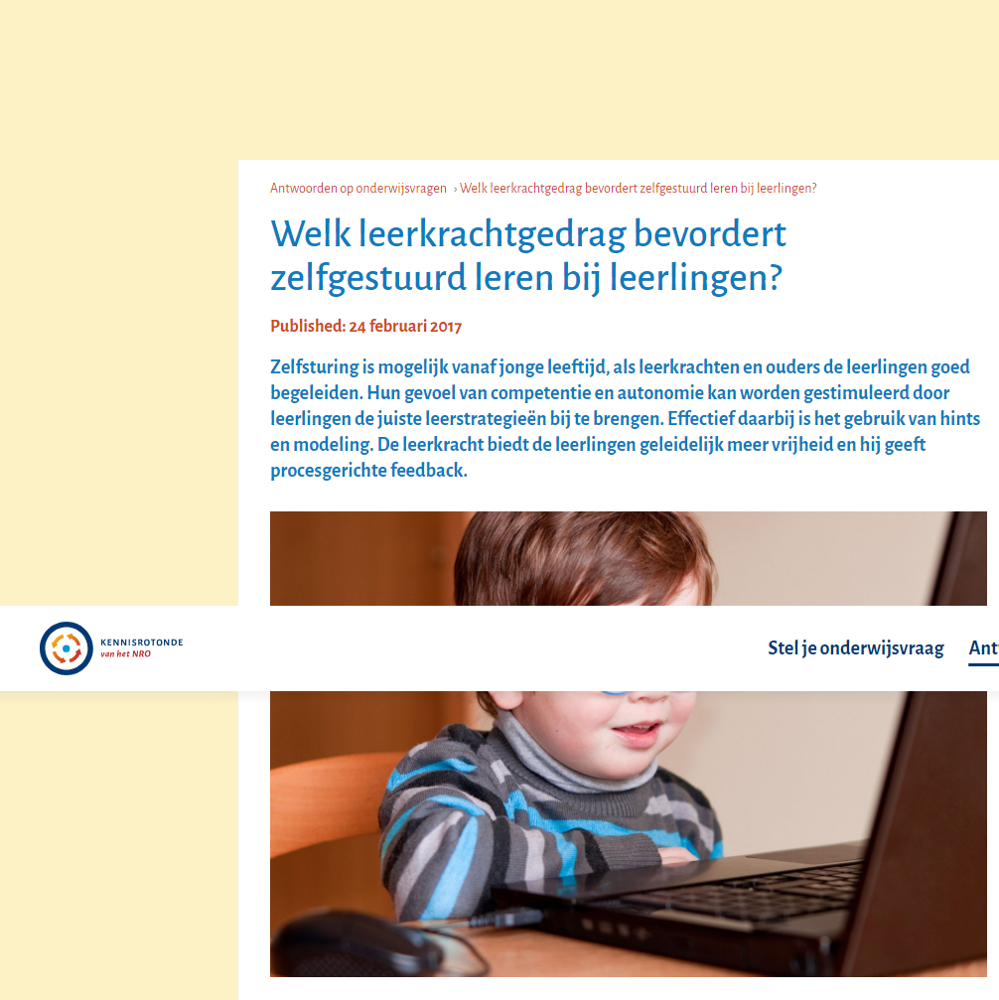 Antwoorden op onderwijsvragen › Welk leerkrachtgedrag bevordert zelfgestuurd leren bij leerlingen?
Welk leerkrachtgedrag bevordert
zelfgestuurd leren bij leerlingen?
Published: 24 februari 2017
Zelfsturing is mogelijk vanaf jonge leeftijd, als leerkrachten en ouders de leerlingen goed
begeleiden. Hun gevoel van competentie en autonomie kan worden gestimuleerd door
leerlingen de juiste leerstrategieën bij te brengen. Effectief daarbij is het gebruik van hints
en modeling. De leerkracht biedt de leerlingen geleidelijk meer vrijheid en hij geeft
procesgerichte feedback.
KENNISROTONDE
van het NRO
Stel je onderwijsvraag